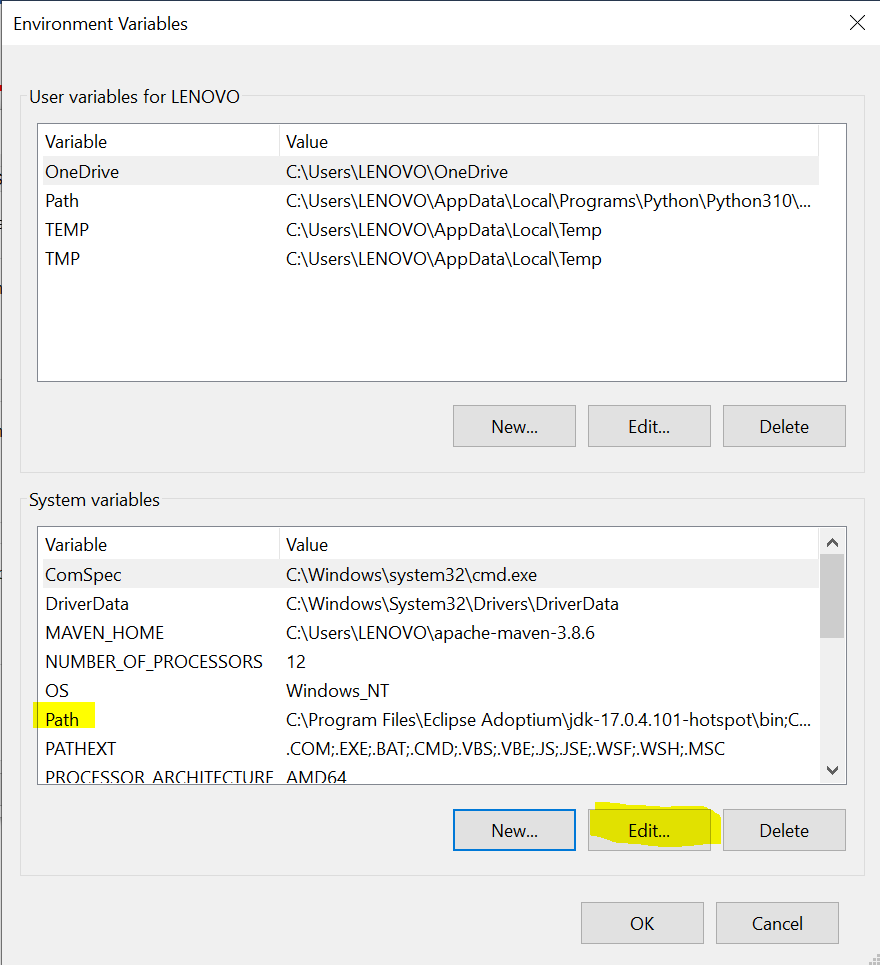 Environment Variables
User variables for LENOVO
Variable Value
OneDrive C:\Users\LENOVO\OneDrive
Path C:\Users\LENOVO\AppData\Local\Programs\Python\Python310\...
TEMP C:\Users\LENOVO\AppData\Local\Temp
TMP C:\Users\LENOVO\AppData\Local\Temp
New... Edit... Delete
System variables
Variable Value
ComSpec C:\Windows\system32\cmd.exe
DriverData C:\Windows\System32\Drivers\DriverData
MAVEN_HOME C:\Users\LENOVO\apache-maven-3.8.6
NUMBER_OF_PROCESSORS 12
OS Windows_NT
Path C:\Program Files\Eclipse Adoptium\jdk-17.0.4.101-hotspot\bin;C...
PATHEXT .COM;.EXE;.BAT;.CMD;.VBS;.VBE;.JS;.JSE;.WSF;.WSH;.MSC
PROCESSOR_ARCHITECTURE AMD64
New... Edit... Delete
OK Cancel